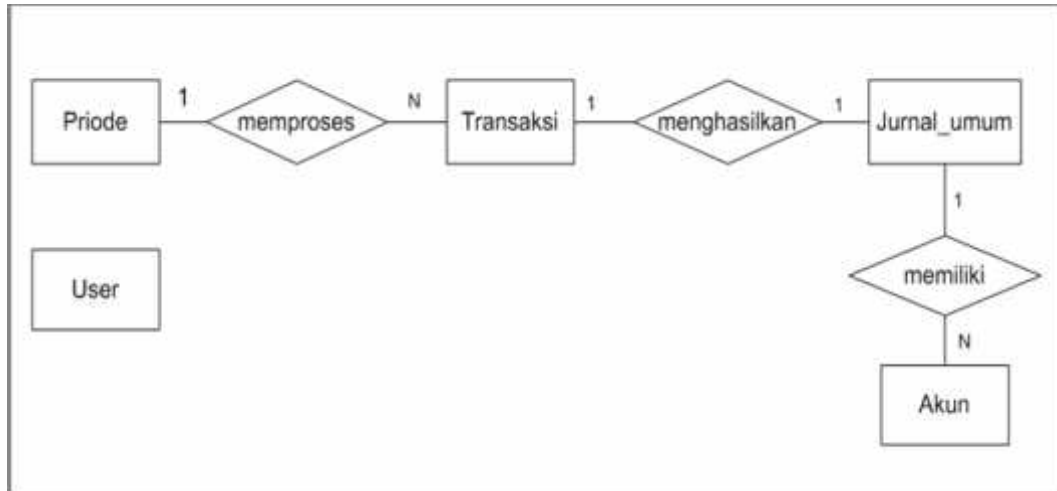 Priode
1
memproses
N
Transaksi
1
menghasilkan
1
Jurnal_umum
1
User
memiliki
N
Akun